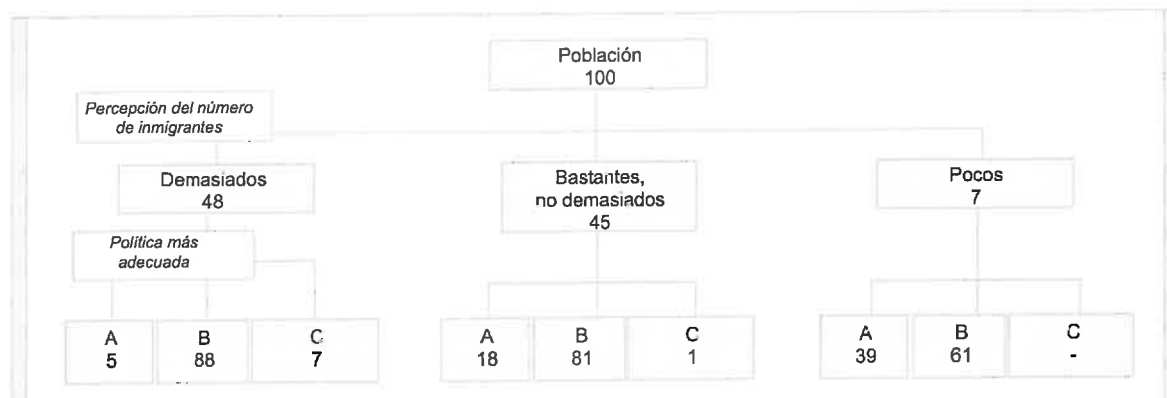 Población
100
Percepción del número
de inmigrantes
Demasiados
48
Bastantes,
no demasiados
45
Pocos
7
Política más
adecuada
A
5
B
88
C
7
A
18
B
81
C
1
A
39
B
61
C
-